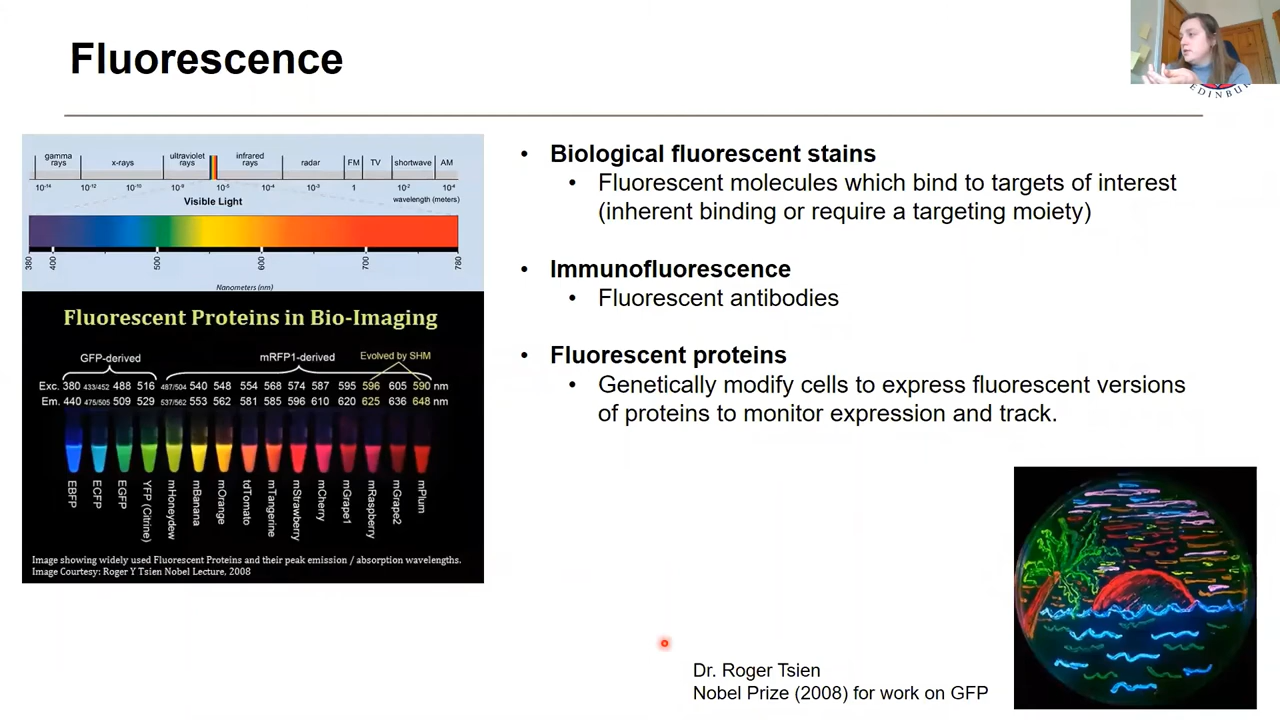 Fluorescence
EDINBUR
gamma rays x-rays ultraviolet rays infrared rays radar FM TV shortwave AM
10⁻¹⁴ 10⁻¹² 10⁻¹⁰ 10⁻⁸ 10⁻⁵ 10⁻⁴ 10⁻³ 1 10⁻² 10⁴
Visible Light
wavelength (meters)
380 400 500 600 700 780
Nanometers (nm)
Fluorescent Proteins in Bio-Imaging
GFP-derived mRFP1-derived Evolved by SHM
Exc. 380 433/452 488 516 487/504 540 548 554 568 574 587 595 596 605 590 nm
Em. 440 475/505 509 529 537/562 553 562 581 585 596 610 620 625 636 648 nm
EBFP ECFP EGFP YFP (Citrine) mHoneydew mBanana mOrange tdTomato mTangerine mStrawberry mCherry mGrape1 mRaspberry mGrape2 mPlum
Image showing widely used Fluorescent Proteins and their peak emission / absorption wavelengths.
Image Courtesy: Roger Y Tsien Nobel Lecture, 2008
• Biological fluorescent stains
• Fluorescent molecules which bind to targets of interest
(inherent binding or require a targeting moiety)
• Immunofluorescence
• Fluorescent antibodies
• Fluorescent proteins
• Genetically modify cells to express fluorescent versions
of proteins to monitor expression and track.
Dr. Roger Tsien
Nobel Prize (2008) for work on GFP